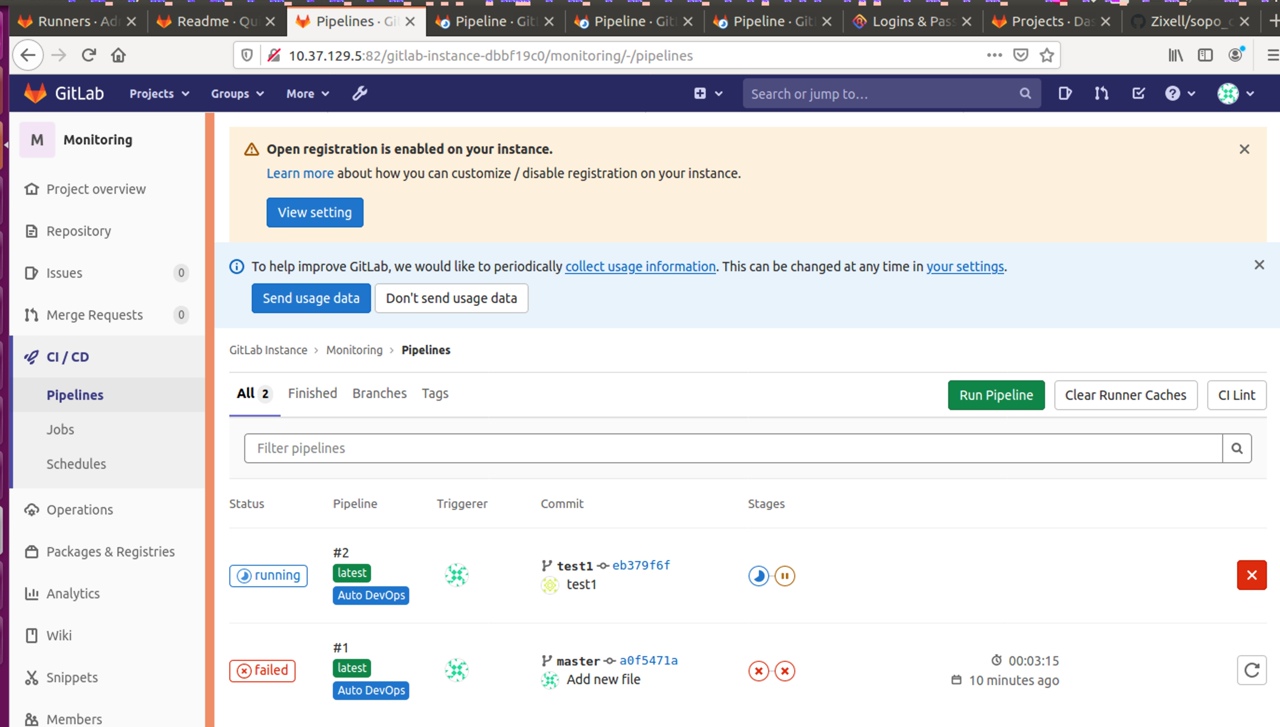 Runners · Adm
Readme · Qu
Pipelines · Gi
Pipeline · Gitl
Pipeline · Gitl
Pipeline · Gitl
Logins & Pass
Projects · Das
Zixell/sopo_
10.37.129.5:82/gitlab-instance-dbbf19c0/monitoring/-/pipelines
GitLab Projects Groups More
Search or jump to…
M Monitoring
Project overview
Repository
Issues 0
Merge Requests 0
CI / CD
Pipelines
Jobs
Schedules
Operations
Packages & Registries
Analytics
Wiki
Snippets
Members
Open registration is enabled on your instance.
Learn more about how you can customize / disable registration on your instance.
View setting
To help improve GitLab, we would like to periodically collect usage information. This can be changed at any time in your settings.
Send usage data Don't send usage data
GitLab Instance › Monitoring › Pipelines
All 2 Finished Branches Tags
Run Pipeline Clear Runner Caches CI Lint
Filter pipelines
Status Pipeline Triggerer Commit Stages
running
#2
latest
Auto DevOps
test1 eb379f6f
test1
failed
#1
latest
Auto DevOps
master a0f5471a
Add new file
00:03:15
10 minutes ago